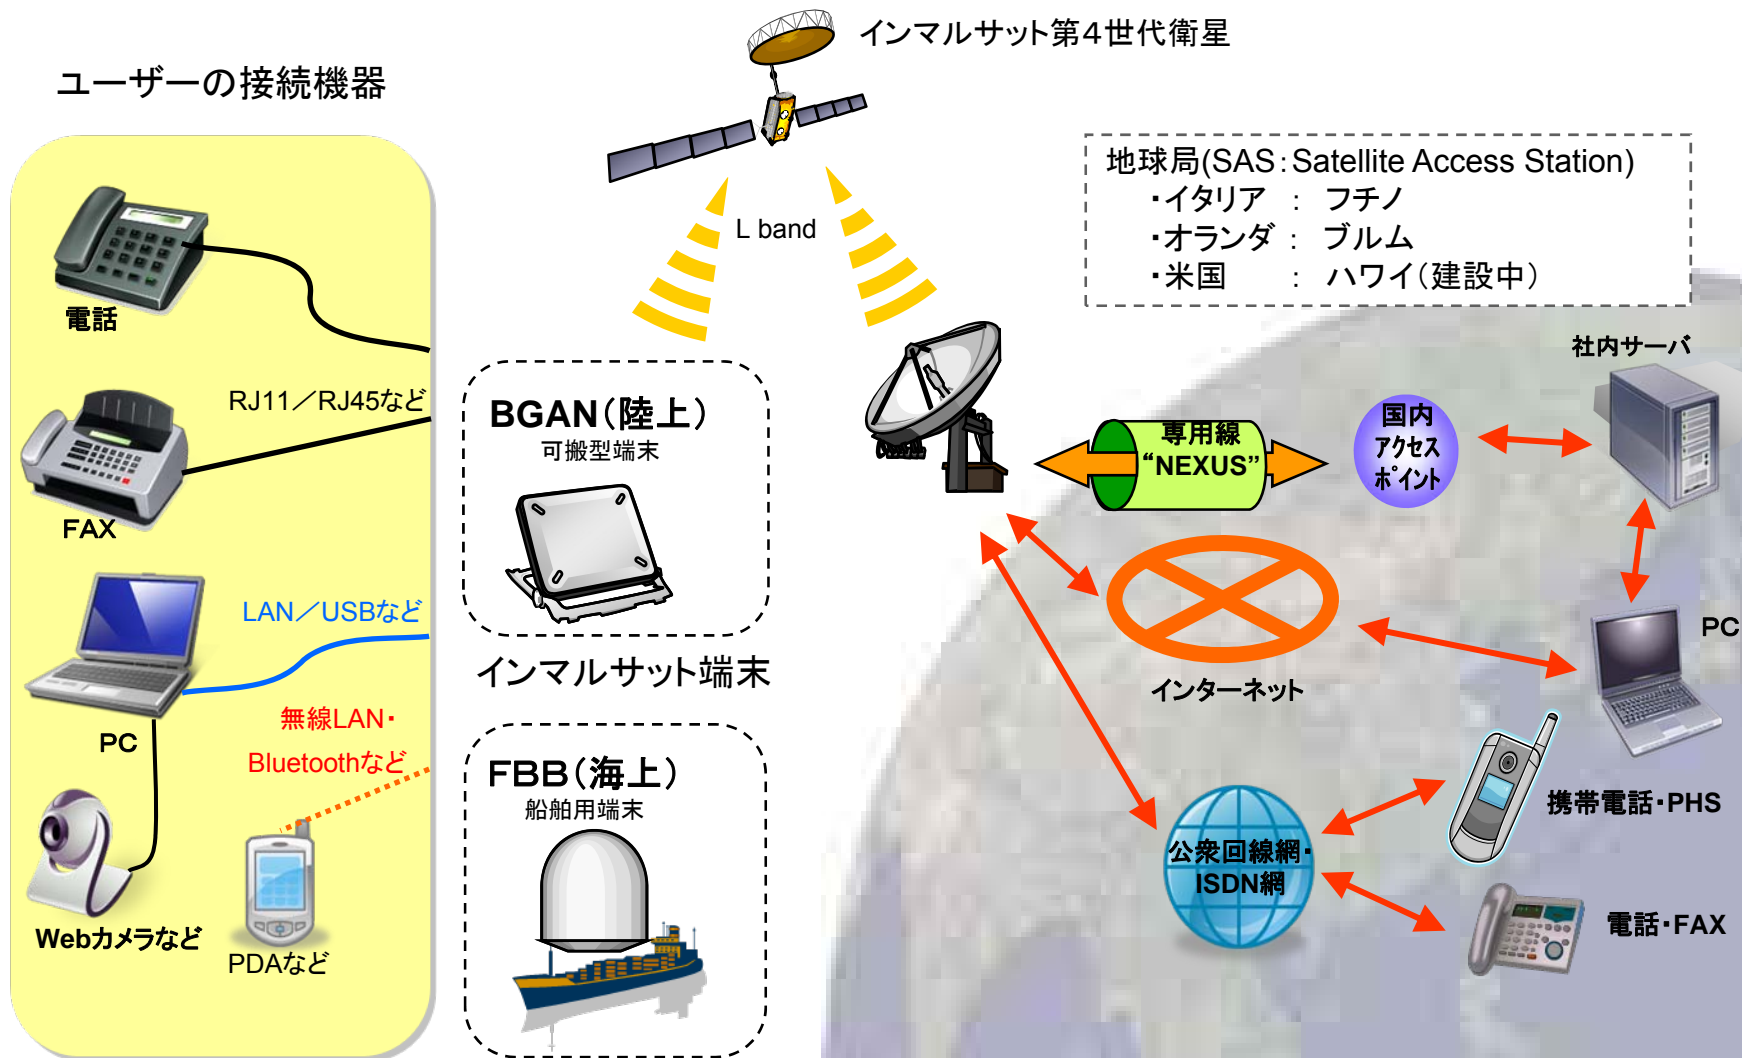 インマルサット第4世代衛星
ユーザーの接続機器
地球局(SAS:Satellite Access Station)
・イタリア : フチノ
・オランダ : ブルム
・米国 : ハワイ(建設中)
L band
電話
RJ11/RJ45など
FAX
LAN/USBなど
PC
無線LAN・
Bluetoothなど
Webカメラなど
PDAなど
BGAN(陸上)
可搬型端末
インマルサット端末
FBB(海上)
船舶用端末
専用線
“NEXUS”
国内
アクセス
ポイント
社内サーバ
PC
インターネット
携帯電話・PHS
公衆回線網・
ISDN網
電話・FAX